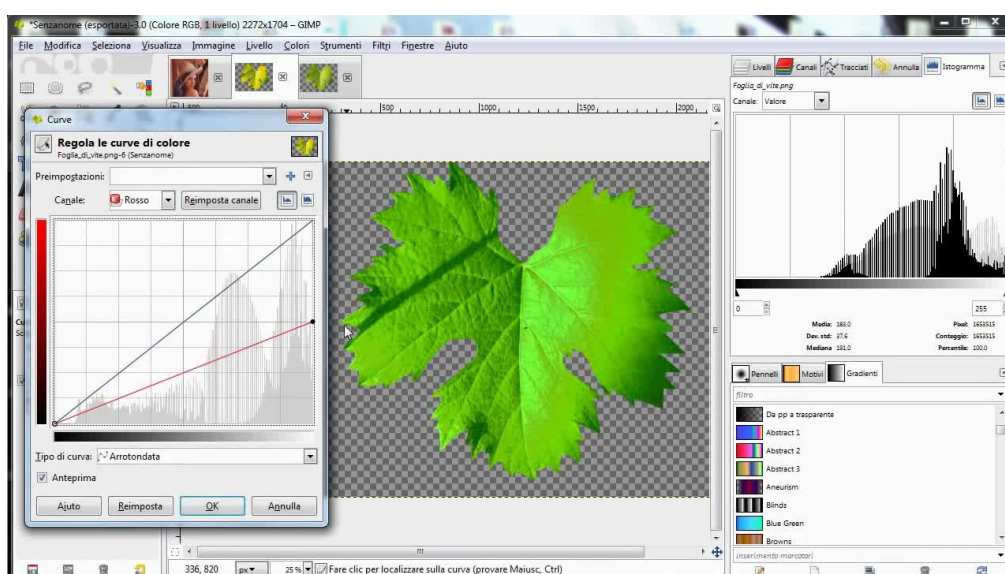 *Senzanome (esportata)-3.0 (Colore RGB, 1 livello) 2272x1704 – GIMP
File Modifica Seleziona Visualizza Immagine Livello Colori Strumenti Filtri Finestre Aiuto
Livelli Canali Tracciati Annulla Istogramma
Foglia_di_vite.png
Canale: Valore
500 1000 1500 2000
Curve
Regola le curve di colore
Foglia_di_vite.png-6 (Senzanome)
Preimpostazioni:
Canale: Rosso Reimposta canale
Tipo di curva: Arrotondata
Anteprima
Aiuto Reimposta OK Annulla
0 255
Media: 183,0 Pixel: 1653515
Dev. std: 37,6 Conteggio: 1653515
Mediana 191,0 Percentile: 100,0
Pennelli Motivi Gradienti
filtro
Da pp a trasparente
Abstract 1
Abstract 2
Abstract 3
Aneurism
Blinds
Blue Green
Browns
inserimento marcatori
336, 820 px 25 % Fare clic per localizzare sulla curva (provare Maiusc, Ctrl)